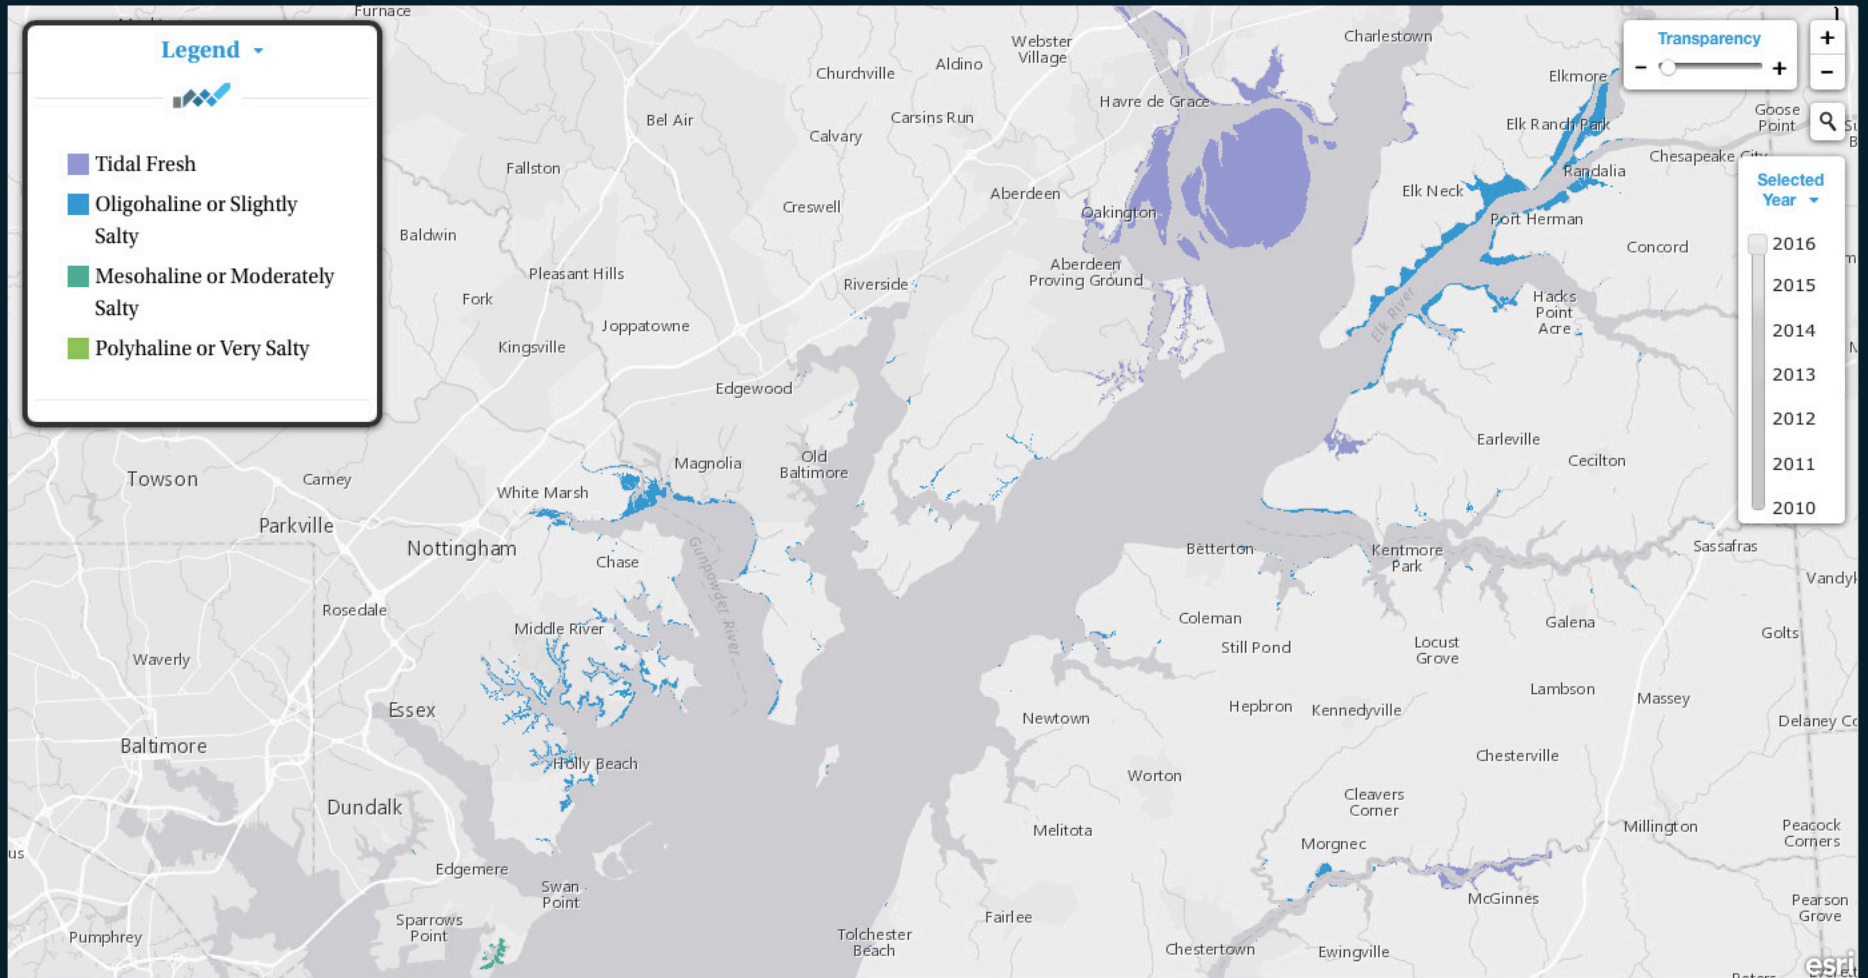 Furnace
Legend
Tidal Fresh
Oligohaline or Slightly
Salty
Mesohaline or Moderately
Salty
Polyhaline or Very Salty
Webster
Village
Aldino
Churchville
Charlestown
Transparency
Elkmore
Havre de Grace
Carsins Run
Bel Air
Calvary
Elk Ranch Park
Goose
Point
Chesapeake City
Fallston
Randalia
Aberdeen
Elk Neck
Creswell
Oakington
Port Herman
Selected
Year
2016
2015
2014
2013
2012
2011
2010
Baldwin
Concord
Pleasant Hills
Aberdeen
Proving Ground
Riverside
Fork
Hacks
Point
Acre
Joppatowne
Kingsville
Elk River
Edgewood
Earleville
Cecilton
Towson
Carney
Magnolia
Old
Baltimore
White Marsh
Parkville
Nottingham
Chase
Gunpowder River
Betterton
Kentmore
Park
Sassafras
Rosedale
Middle River
Coleman
Still Pond
Locust
Grove
Galena
Golts
Waverly
Essex
Lambson
Massey
Newtown
Hepbron
Kennedyville
Baltimore
Holly Beach
Chesterville
Worton
Dundalk
Cleavers
Corner
Melitota
Morgnec
Millington
Peacock
Corners
Edgemere
Swan
Point
McGinnes
Pearson
Grove
Sparrows
Point
Fairlee
Pumphrey
Tolchester
Beach
Chestertown
Ewingville
esri